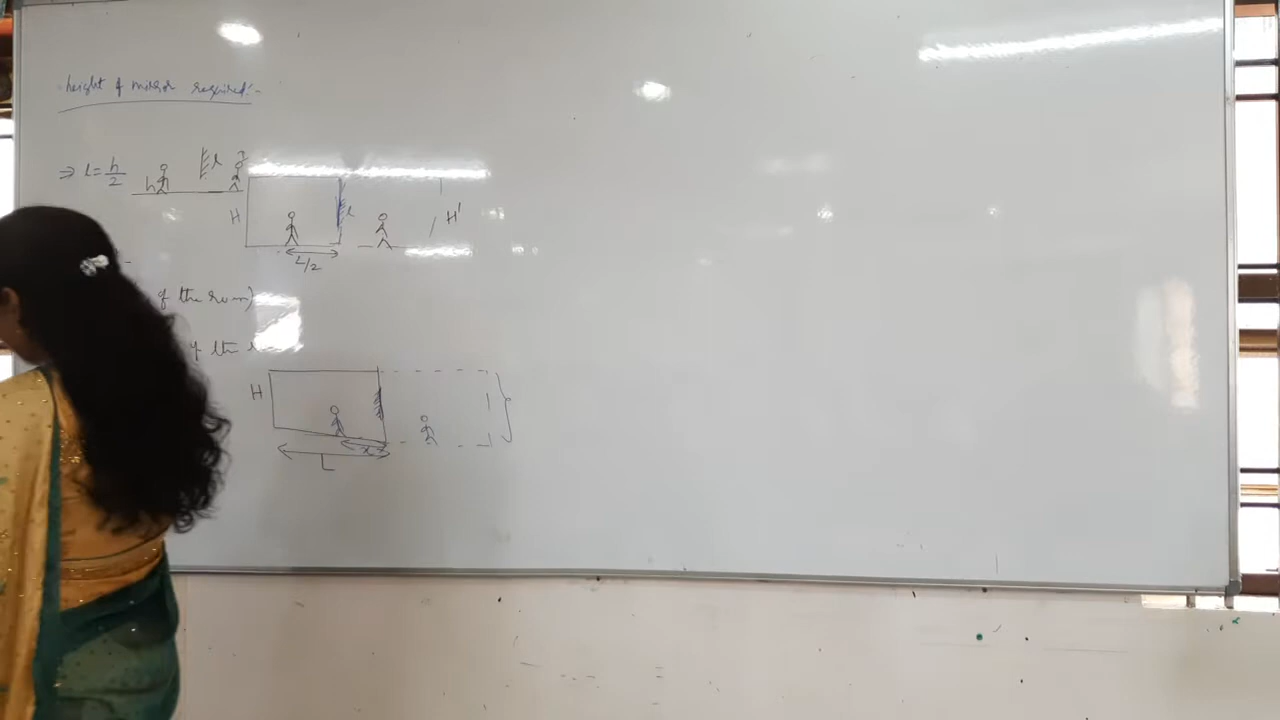 height of mirror required:-
⇒ l = h/2
h
l
H
l
H'
L/2
of the room)
of the
H
x
L